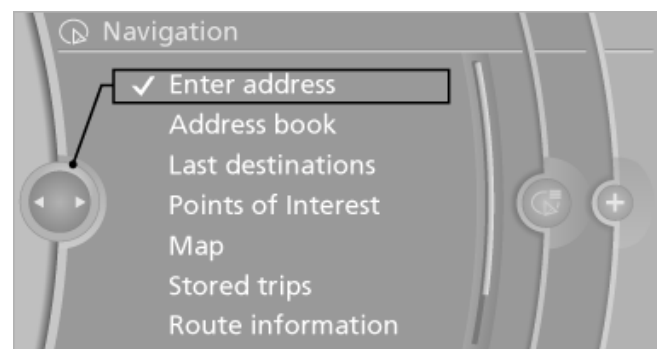 Navigation
Enter address
Address book
Last destinations
Points of Interest
Map
Stored trips
Route information